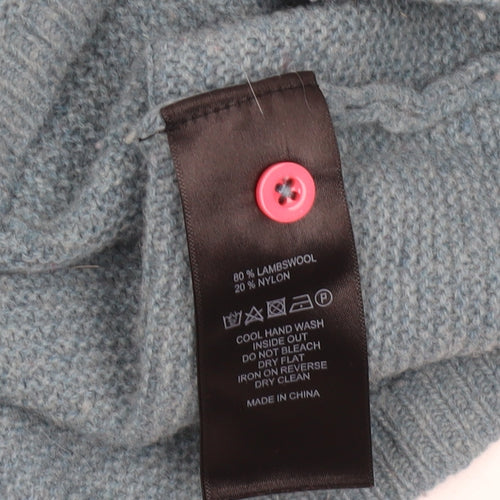 80 % LAMBSWOOL
20 % NYLON
P
COOL HAND WASH
INSIDE OUT
DO NOT BLEACH
DRY FLAT
IRON ON REVERSE
DRY CLEAN
MADE IN CHINA